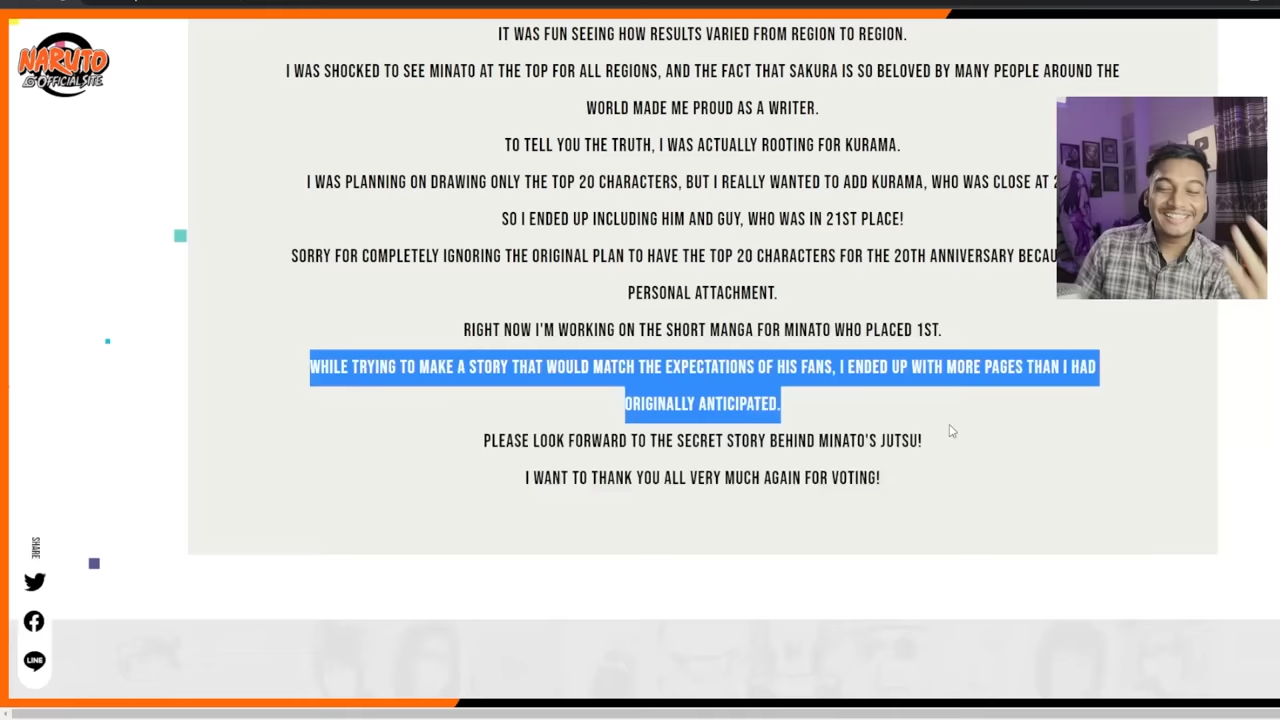 NARUTO
OFFICIAL SITE
IT WAS FUN SEEING HOW RESULTS VARIED FROM REGION TO REGION.
I WAS SHOCKED TO SEE MINATO AT THE TOP FOR ALL REGIONS, AND THE FACT THAT SAKURA IS SO BELOVED BY MANY PEOPLE AROUND THE
WORLD MADE ME PROUD AS A WRITER.
TO TELL YOU THE TRUTH, I WAS ACTUALLY ROOTING FOR KURAMA.
I WAS PLANNING ON DRAWING ONLY THE TOP 20 CHARACTERS, BUT I REALLY WANTED TO ADD KURAMA, WHO WAS CLOSE AT
SO I ENDED UP INCLUDING HIM AND GUY, WHO WAS IN 21ST PLACE!
SORRY FOR COMPLETELY IGNORING THE ORIGINAL PLAN TO HAVE THE TOP 20 CHARACTERS FOR THE 20TH ANNIVERSARY
PERSONAL ATTACHMENT.
RIGHT NOW I'M WORKING ON THE SHORT MANGA FOR MINATO WHO PLACED 1ST.
WHILE TRYING TO MAKE A STORY THAT WOULD MATCH THE EXPECTATIONS OF HIS FANS, I ENDED UP WITH MORE PAGES THAN I HAD
ORIGINALLY ANTICIPATED.
PLEASE LOOK FORWARD TO THE SECRET STORY BEHIND MINATO'S JUTSU!
I WANT TO THANK YOU ALL VERY MUCH AGAIN FOR VOTING!
SHARE
LINE